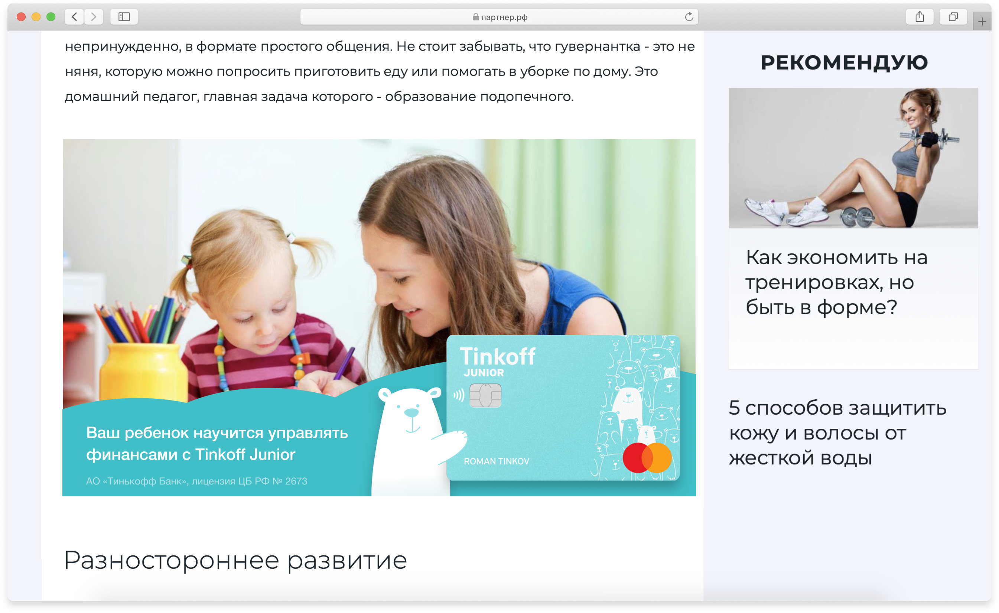 партнер.рф
непринужденно, в формате простого общения. Не стоит забывать, что гувернантка - это не
няня, которую можно попросить приготовить еду или помогать в уборке по дому. Это
домашний педагог, главная задача которого - образование подопечного.
Tinkoff
JUNIOR
ROMAN TINKOV
Ваш ребенок научится управлять
финансами с Tinkoff Junior
АО «Тинькофф Банк», лицензия ЦБ РФ № 2673
Разностороннее развитие
РЕКОМЕНДУЮ
Как экономить на
тренировках, но
быть в форме?
5 способов защитить
кожу и волосы от
жесткой воды